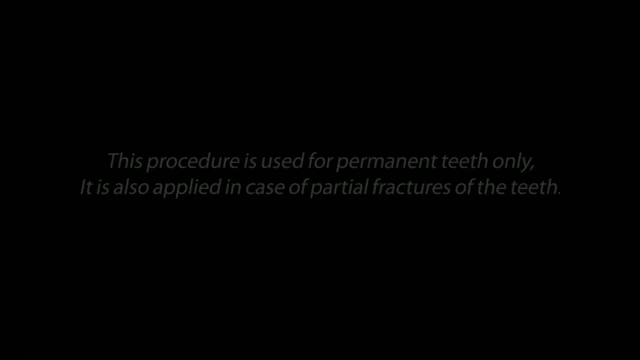 This procedure is used for permanent teeth only,
It is also applied in case of partial fractures of the teeth.